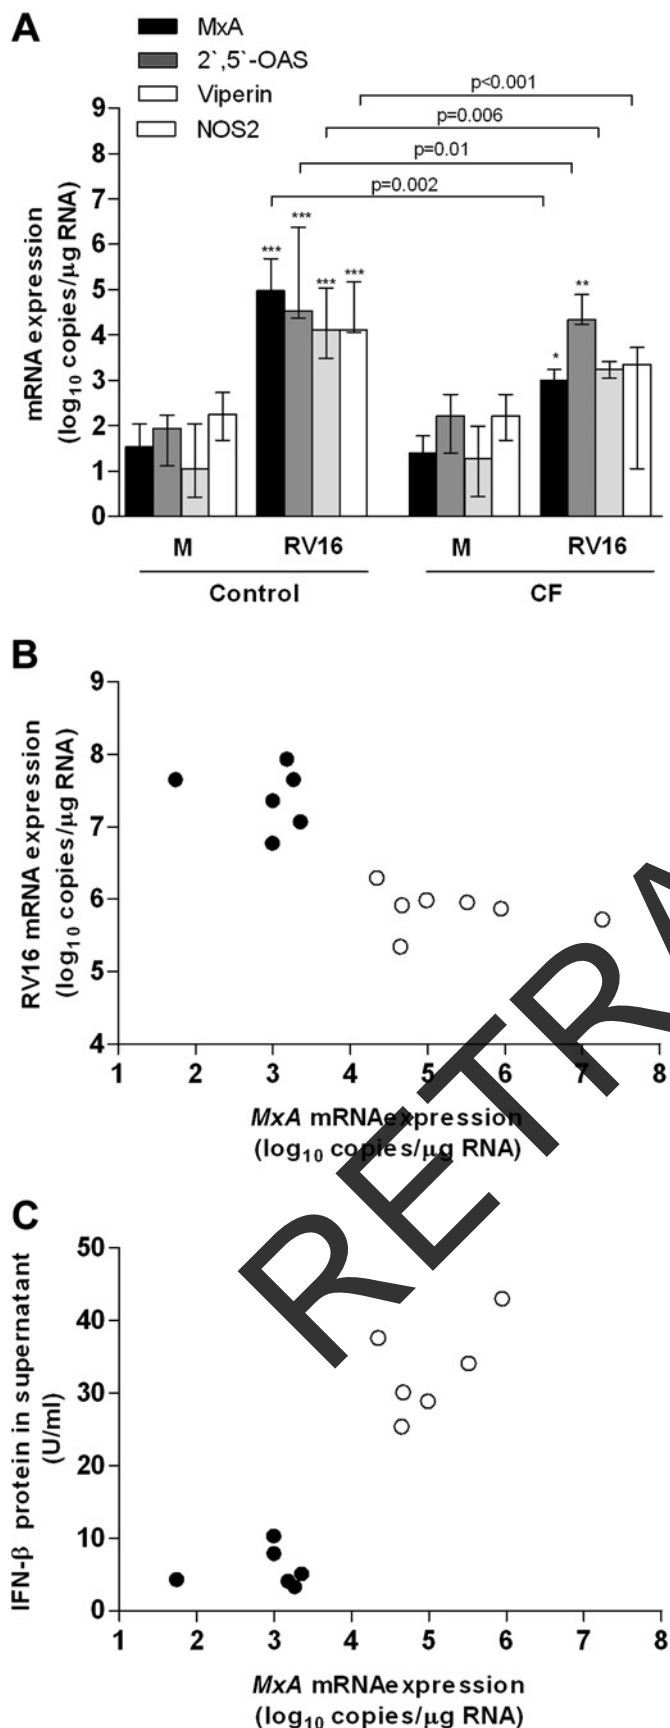 A
MxA
2`,5`-OAS
Viperin
NOS2
p<0.001
p=0.006
p=0.01
p=0.002
mRNA expression
(log10 copies/µg RNA)
9
8
7
6
5
4
3
2
1
0
*** *** *** ***
* **
M RV16 M RV16
Control CF
B
RV16 mRNA expression
(log10 copies/µg RNA)
9
8
7
6
5
4
1 2 3 4 5 6 7 8
MxA mRNAexpression
(log10 copies/µg RNA)
RETRA
C
IFN-β protein in supernatant
(U/ml)
50
40
30
20
10
0
1 2 3 4 5 6 7 8
MxA mRNAexpression
(log10 copies/µg RNA)